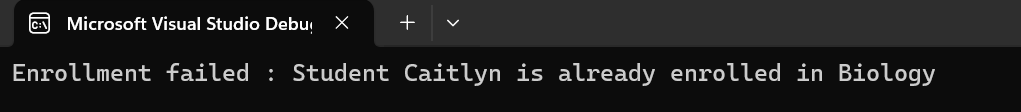 Microsoft Visual Studio Debu
Enrollment failed : Student Caitlyn is already enrolled in Biology